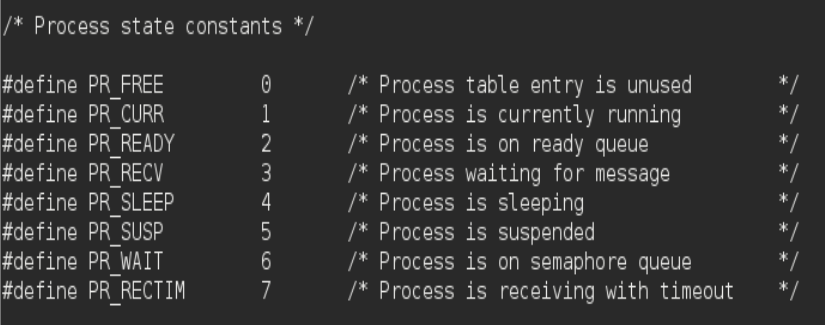 /* Process state constants */
#define PR_FREE 0 /* Process table entry is unused */
#define PR_CURR 1 /* Process is currently running */
#define PR_READY 2 /* Process is on ready queue */
#define PR_RECV 3 /* Process waiting for message */
#define PR_SLEEP 4 /* Process is sleeping */
#define PR_SUSP 5 /* Process is suspended */
#define PR_WAIT 6 /* Process is on semaphore queue */
#define PR_RECTIM 7 /* Process is receiving with timeout */